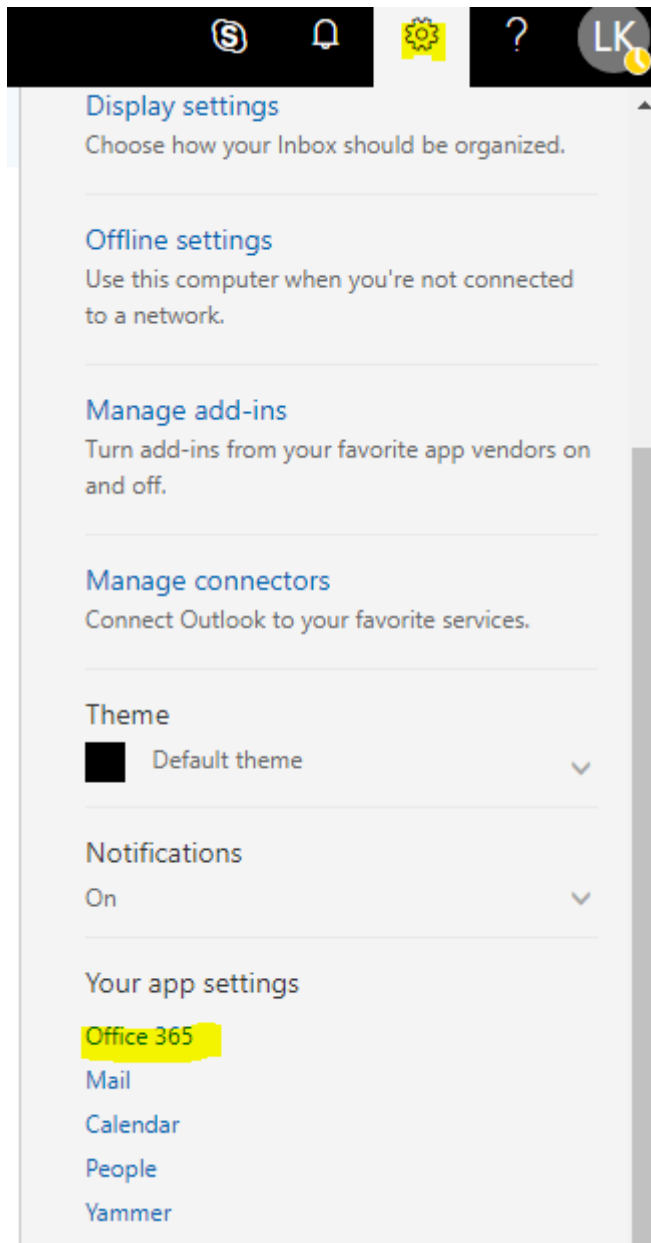 S
?
LK
Display settings
Choose how your Inbox should be organized.
Offline settings
Use this computer when you're not connected
to a network.
Manage add-ins
Turn add-ins from your favorite app vendors on
and off.
Manage connectors
Connect Outlook to your favorite services.
Theme
Default theme
Notifications
On
Your app settings
Office 365
Mail
Calendar
People
Yammer